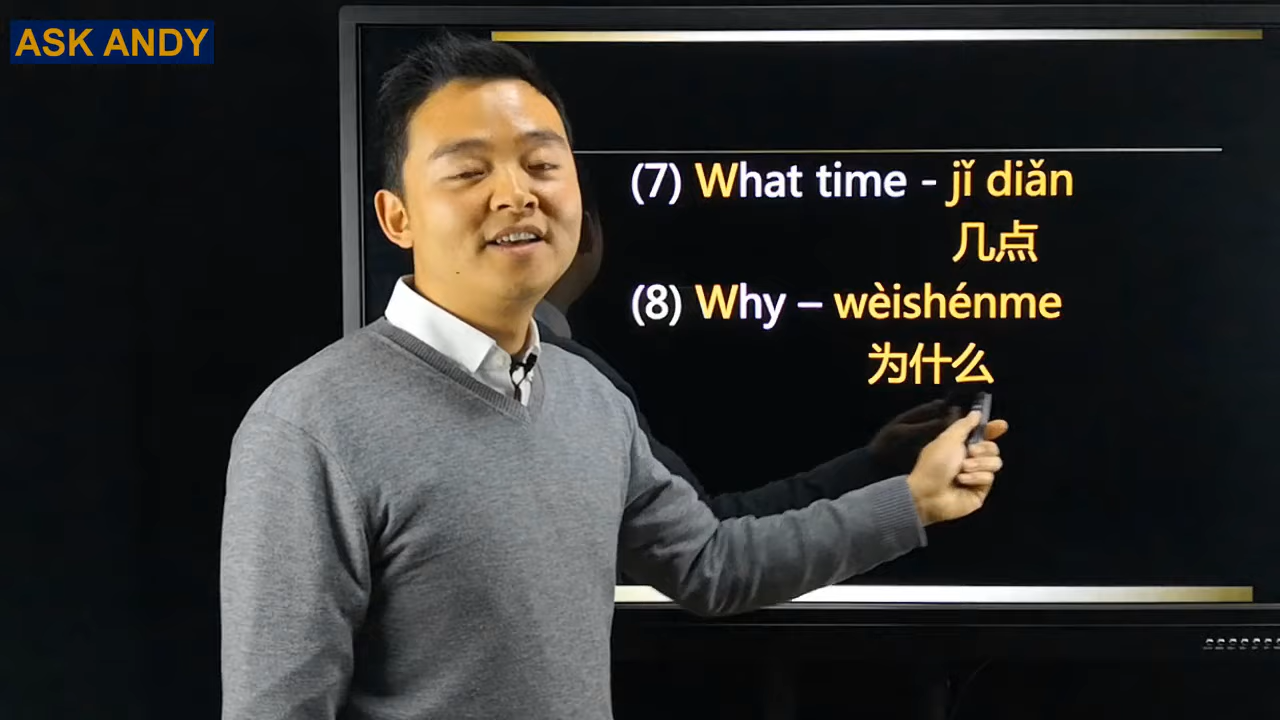 ASK ANDY
(7) What time - jǐ diǎn
几点
(8) Why – wèishénme
为什么